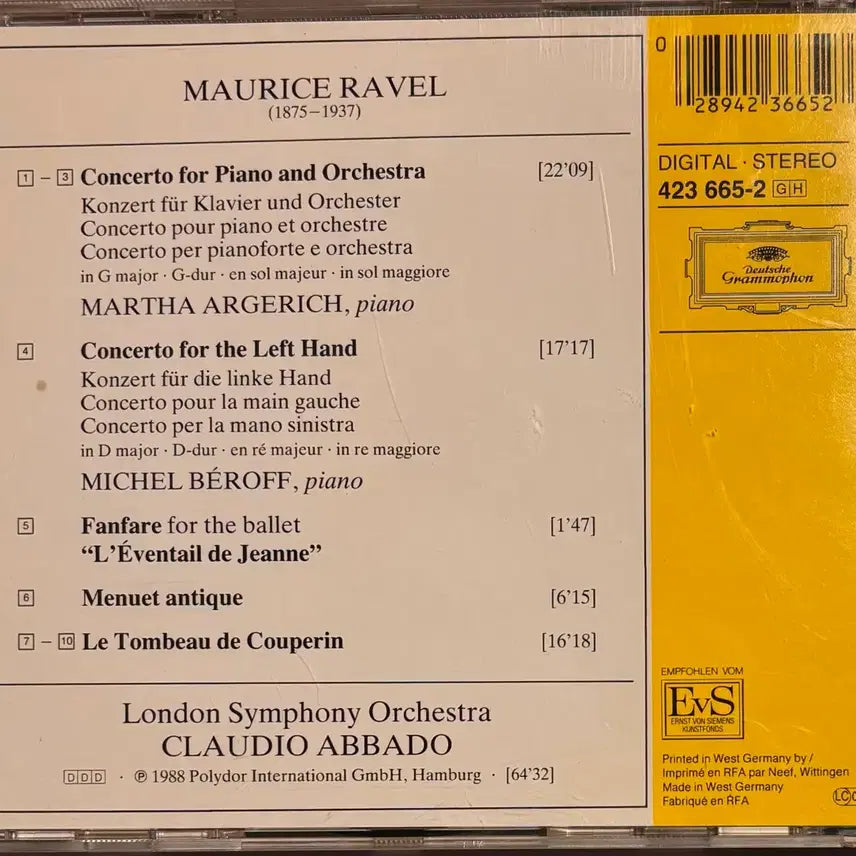 MAURICE RAVEL
(1875–1937)
1 – 3 Concerto for Piano and Orchestra [22'09]
Konzert für Klavier und Orchester
Concerto pour piano et orchestre
Concerto per pianoforte e orchestra
in G major · G-dur · en sol majeur · in sol maggiore
MARTHA ARGERICH, piano
4 Concerto for the Left Hand [17'17]
Konzert für die linke Hand
Concerto pour la main gauche
Concerto per la mano sinistra
in D major · D-dur · en ré majeur · in re maggiore
MICHEL BÉROFF, piano
5 Fanfare for the ballet [1'47]
“L’Éventail de Jeanne”
6 Menuet antique [6'15]
7 – 10 Le Tombeau de Couperin [16'18]
London Symphony Orchestra
CLAUDIO ABBADO
DDD · ℗ 1988 Polydor International GmbH, Hamburg · [64'32]
0 28942 36652
DIGITAL · STEREO
423 665-2 GH
Deutsche
Grammophon
EMPFOHLEN VOM
EvS
ERNST VON SIEMENS
KUNSTFONDS
Printed in West Germany by /
Imprimé en RFA par Neef, Wittingen
Made in West Germany
Fabriqué en RFA
LC